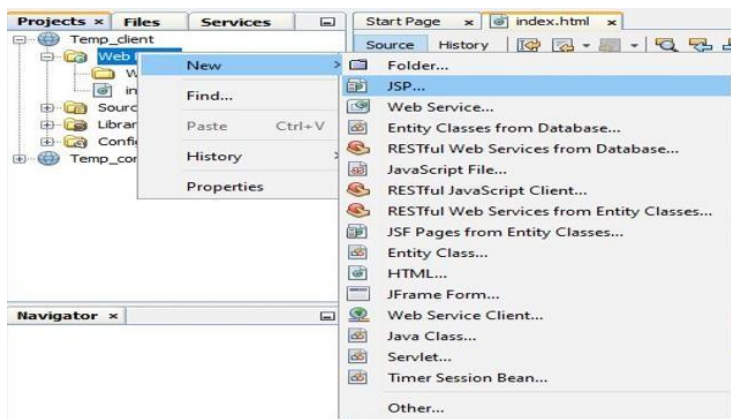 Projects × Files Services
Temp_client
Web
W
in
Sourc
Librar
Confi
Temp_cor
Navigator ×
New
Find...
Paste Ctrl+V
History
Properties
Start Page × index.html ×
Source History
Folder...
JSP...
Web Service...
Entity Classes from Database...
RESTful Web Services from Database...
JavaScript File...
RESTful JavaScript Client...
RESTful Web Services from Entity Classes...
JSF Pages from Entity Classes...
Entity Class...
HTML...
JFrame Form...
Web Service Client...
Java Class...
Servlet...
Timer Session Bean...
Other...